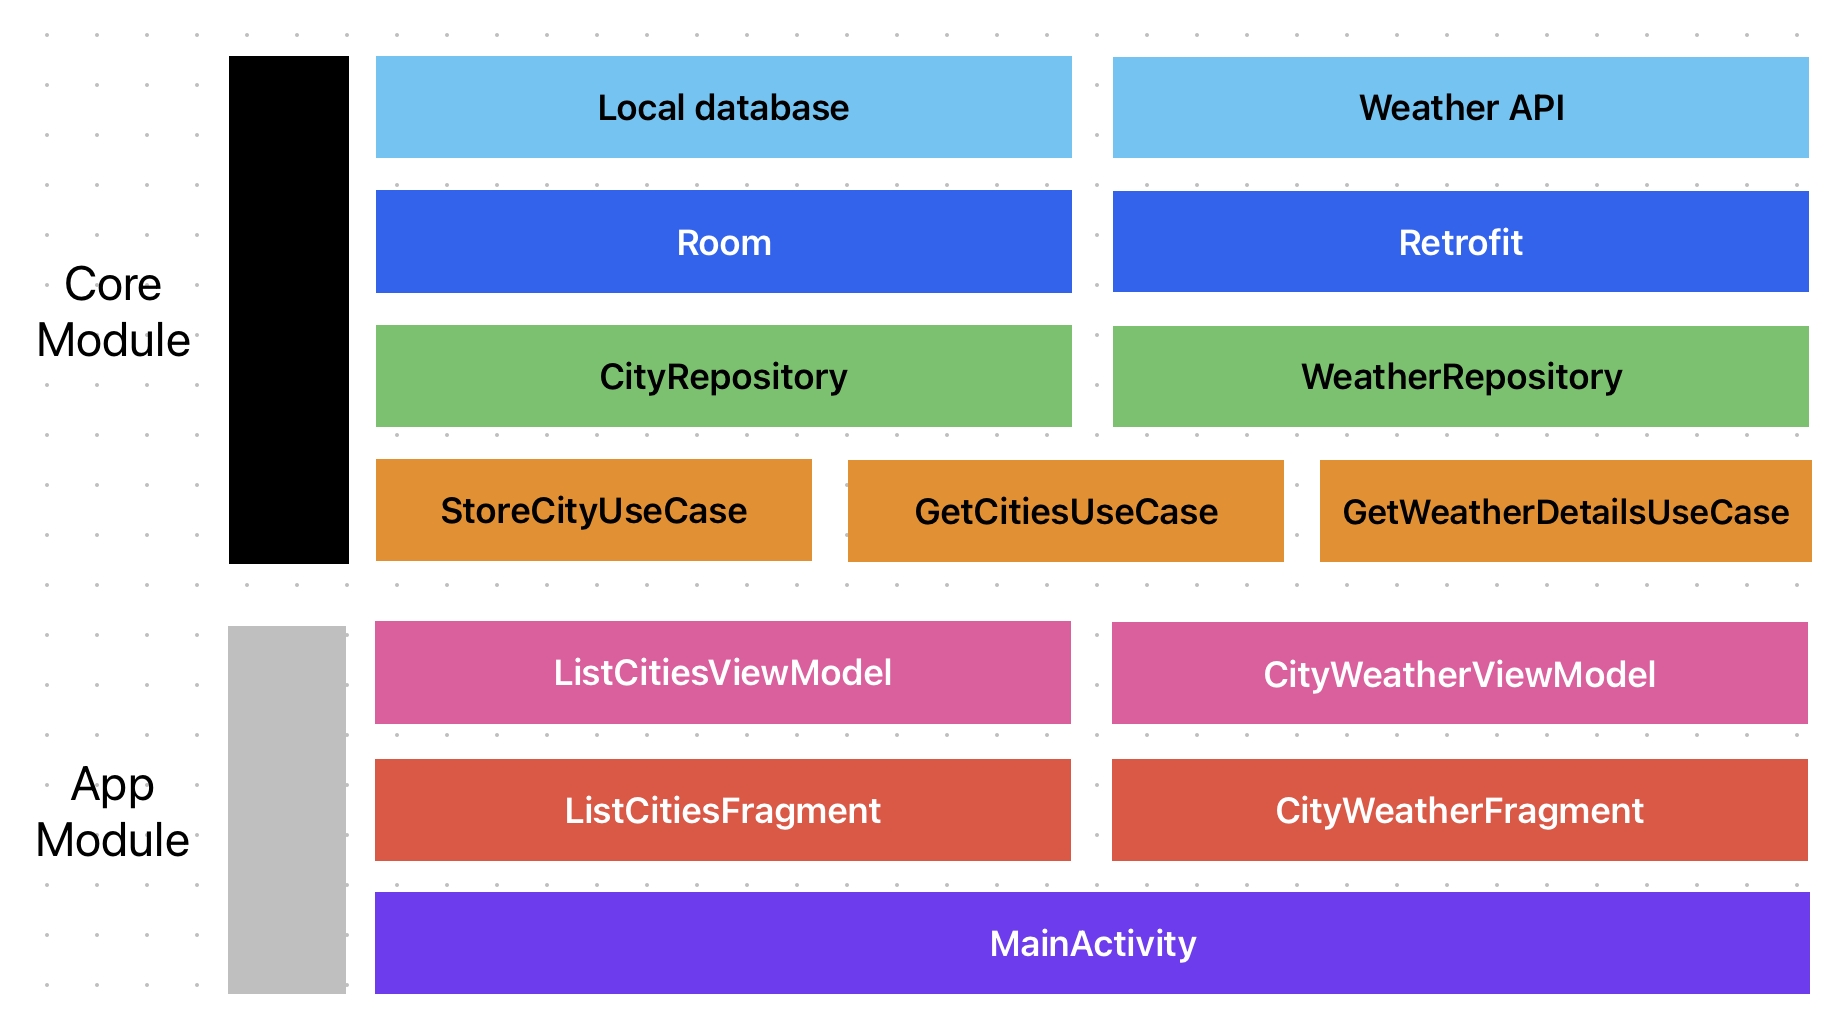 Local database
Weather API
Room
Retrofit
Core
Module
CityRepository
WeatherRepository
StoreCityUseCase
GetCitiesUseCase
GetWeatherDetailsUseCase
ListCitiesViewModel
CityWeatherViewModel
App
Module
ListCitiesFragment
CityWeatherFragment
MainActivity